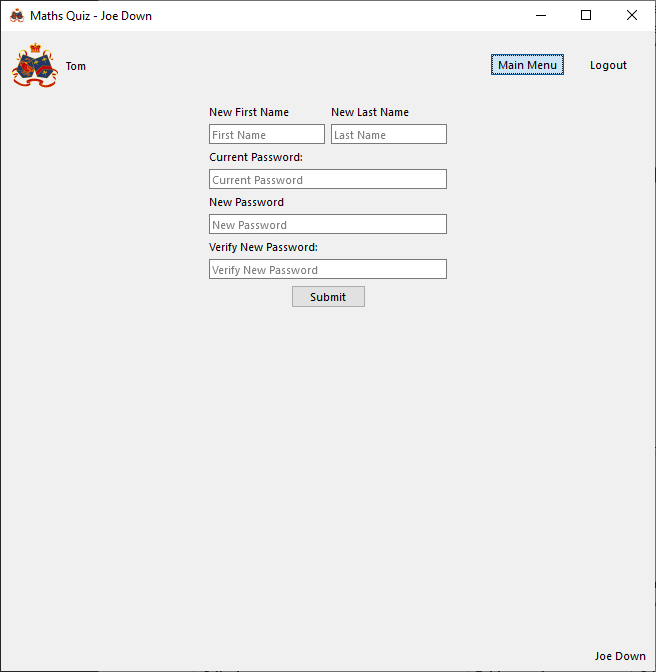 Maths Quiz - Joe Down
Tom
Main Menu
Logout
New First Name New Last Name
First Name Last Name
Current Password:
Current Password
New Password
New Password
Verify New Password:
Verify New Password
Submit
Joe Down